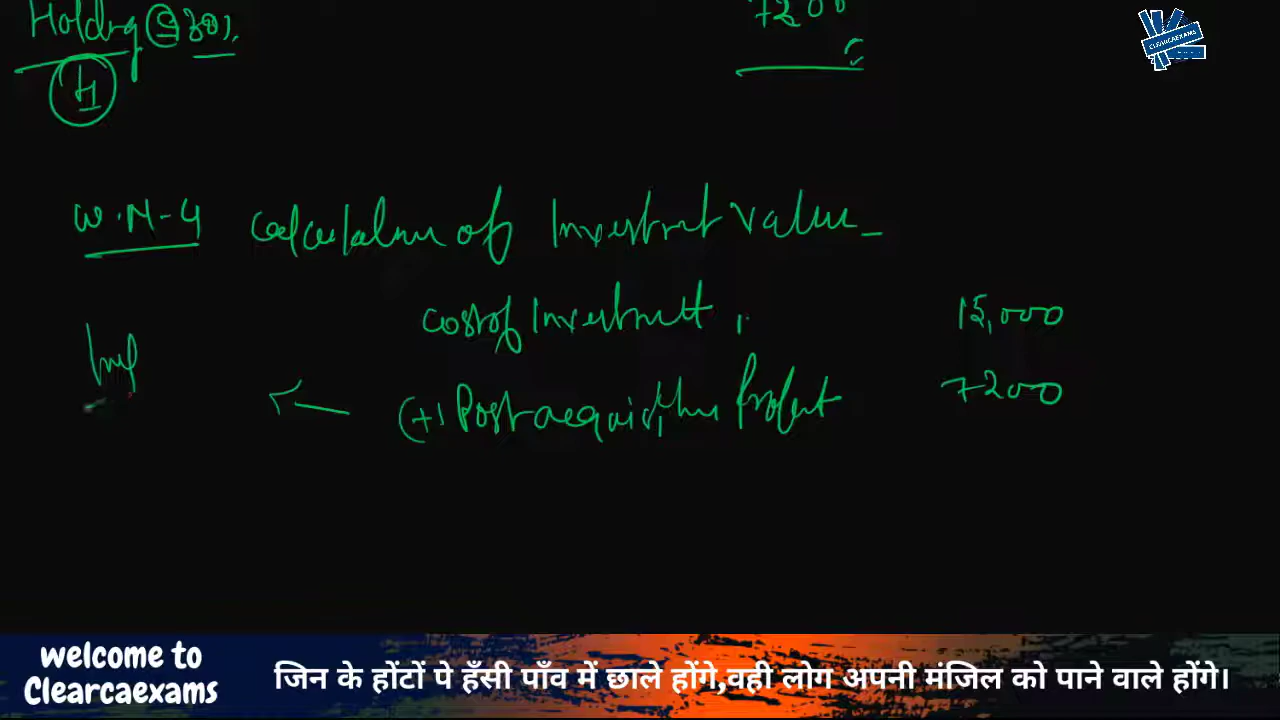 Holding @ 30%.
7200
H
CLEARCAEXAMS
W.N-4 Calculation of Investment Value -
Cost of Investment 15,000
(+) Post acquisition Profit 7200
welcome to
Clearcaexams
जिन के होंटों पे हँसी पाँव में छाले होंगे,वही लोग अपनी मंजिल को पाने वाले होंगे।